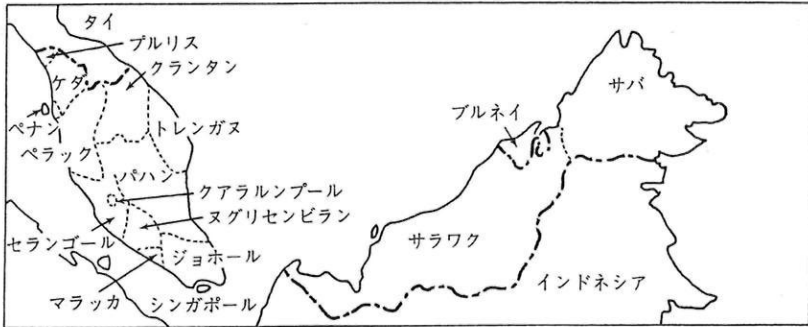 タイ
プルリス
クランタン
ケダ
サバ
ブルネイ
ペナン
トレンガヌ
ペラック
パハン
クアラルンプール
ヌグリセンビラン
セランゴール
サラワク
ジョホール
インドネシア
マラッカ
シンガポール